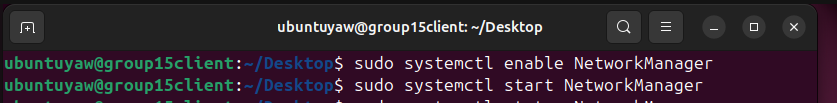 ubuntuyaw@group15client: ~/Desktop
ubuntuyaw@group15client:~/Desktop$ sudo systemctl enable NetworkManager
ubuntuyaw@group15client:~/Desktop$ sudo systemctl start NetworkManager